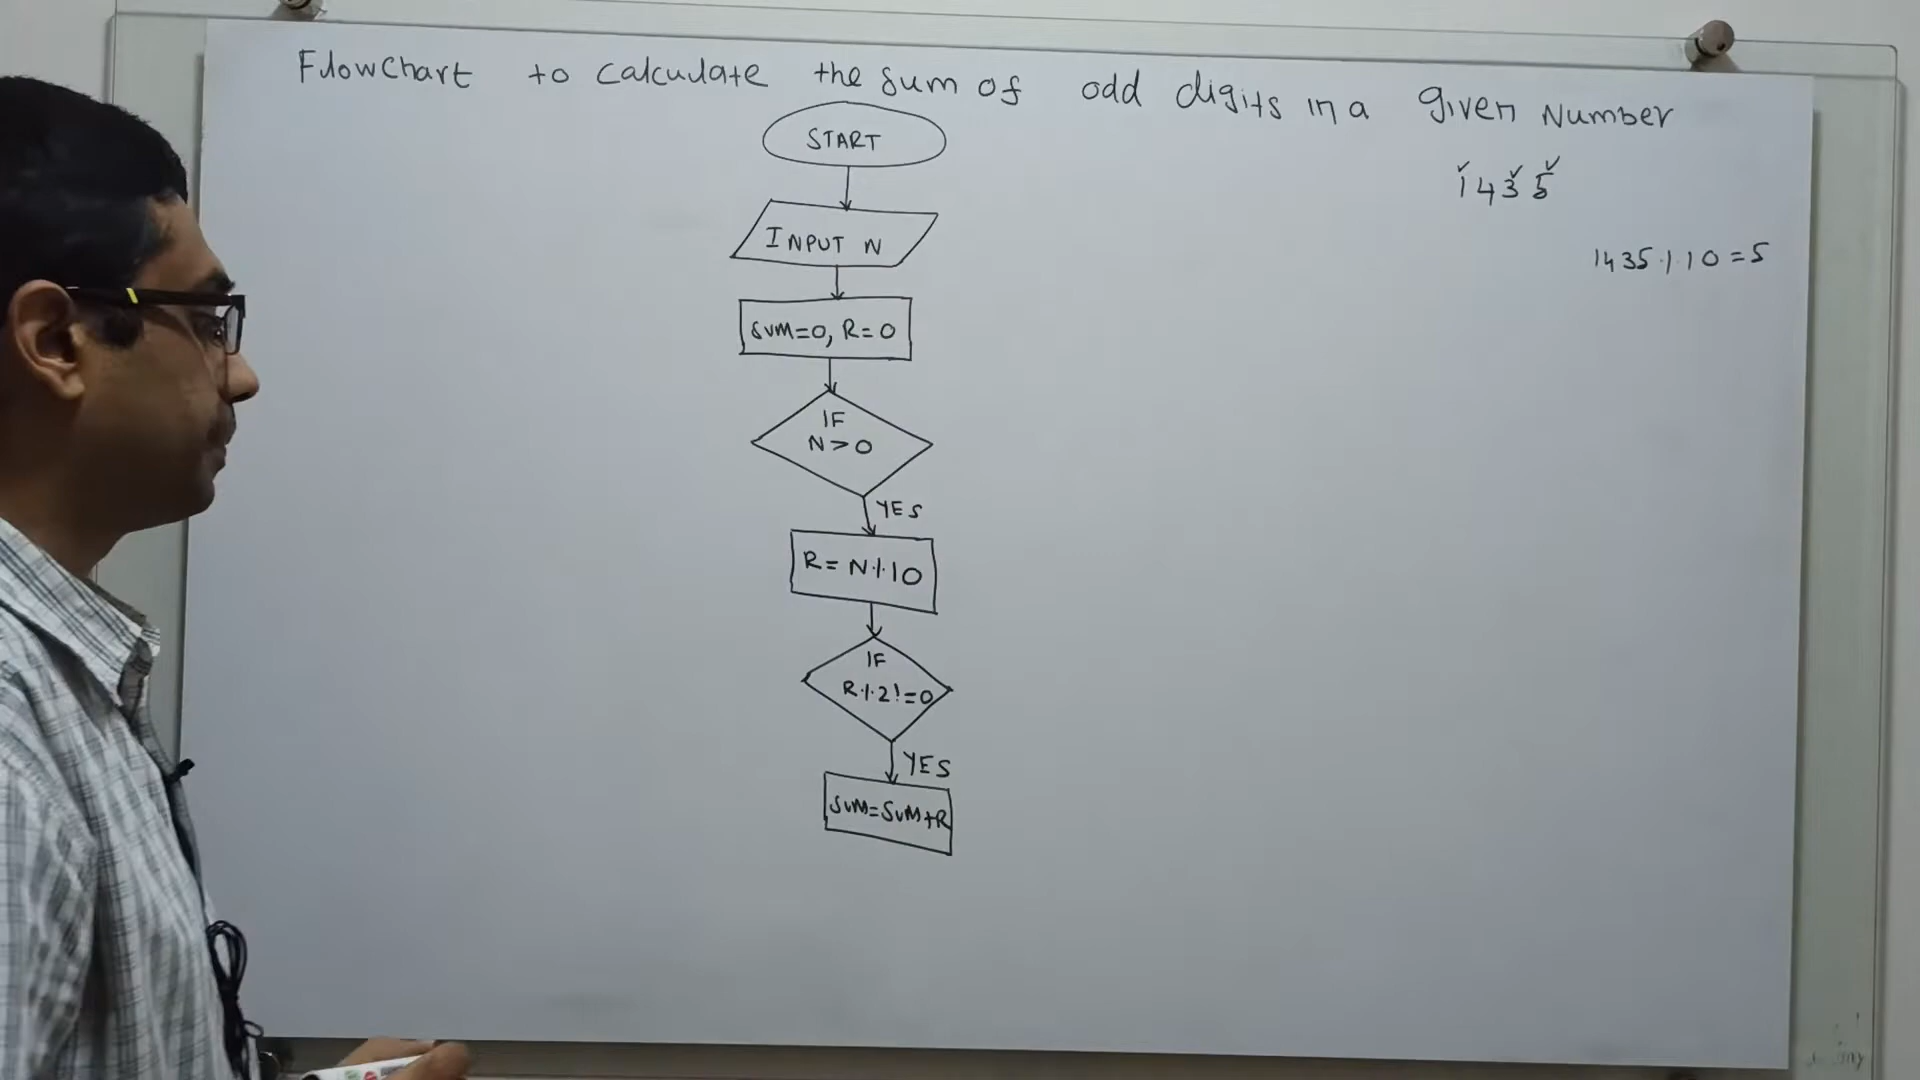 FlowChart to calculate the sum of odd digits in a given Number
START
1435
INPUT N
1435 % 10 = 5
SUM=0, R=0
IF
N>0
YES
R= N%10
IF
R%2!=0
YES
SUM=SUM+R